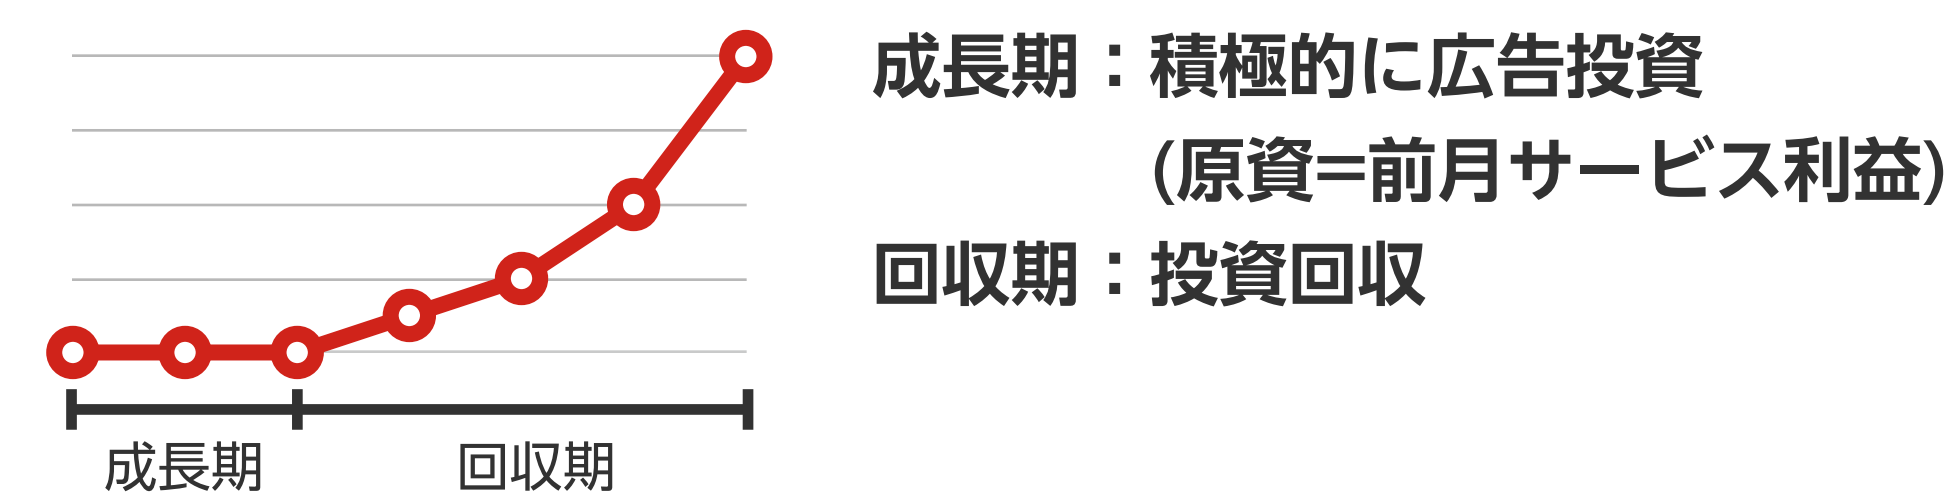 成長期：積極的に広告投資
(原資=前月サービス利益)
回収期：投資回収
成長期
回収期